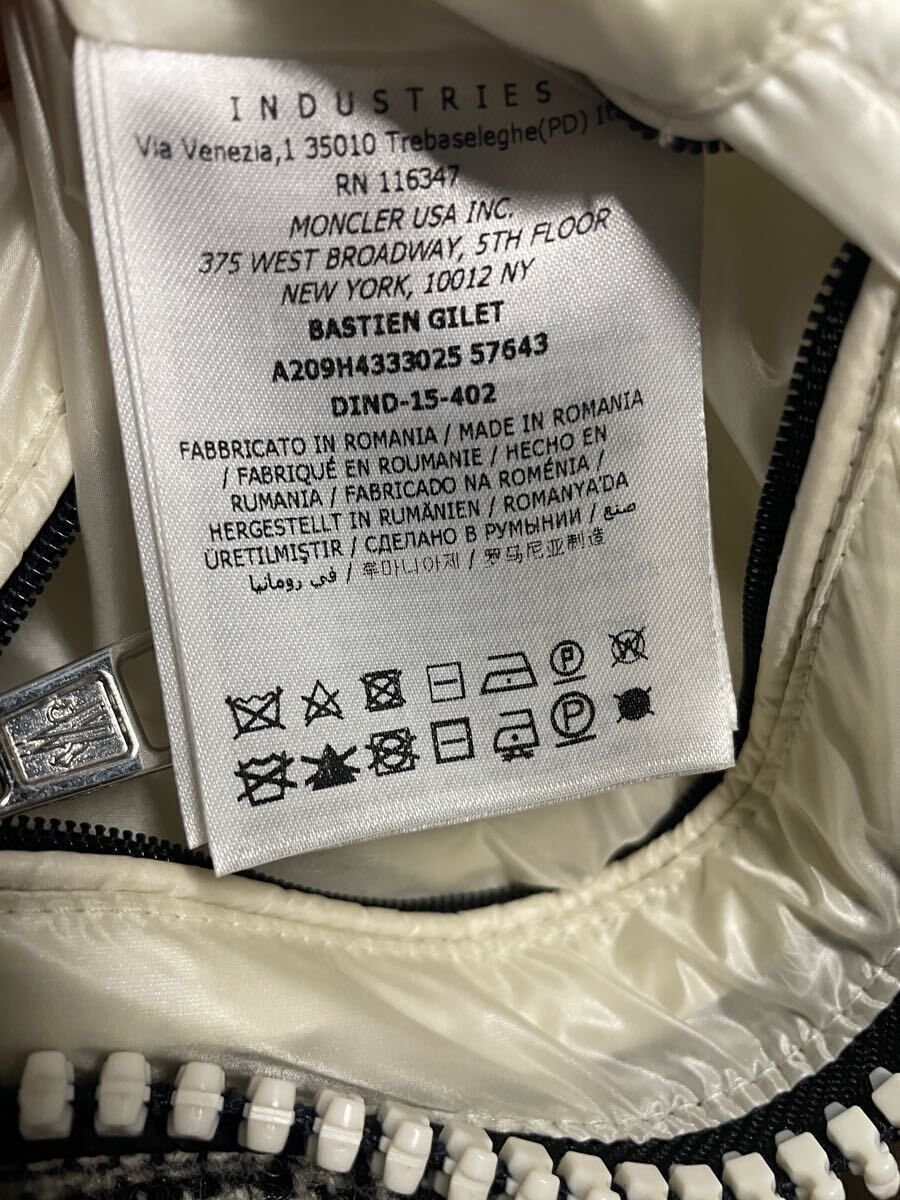 INDUSTRIES
Via Venezia,1 35010 Trebaseleghe(PD)
RN 116347
MONCLER USA INC.
375 WEST BROADWAY, 5TH FLOOR
NEW YORK, 10012 NY
BASTIEN GILET
A209H4333025 57643
DIND-15-402
FABBRICATO IN ROMANIA / MADE IN ROMANIA
/ FABRIQUÉ EN ROUMANIE / HECHO EN
RUMANIA / FABRICADO NA ROMÉNIA /
HERGESTELLT IN RUMÄNIEN / ROMANYA'DA
ÜRETILMIŞTIR / СДЕЛАНО В РУМЫНИИ / صنع
في رومانيا / 루마니아제 / 罗马尼亚制造
P W
P